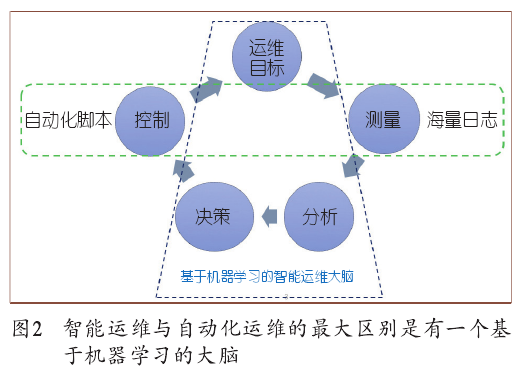 运维
目标
自动化脚本 控制 测量 海量日志
决策 分析
基于机器学习的智能运维大脑
图2 智能运维与自动化运维的最大区别是有一个基
于机器学习的大脑